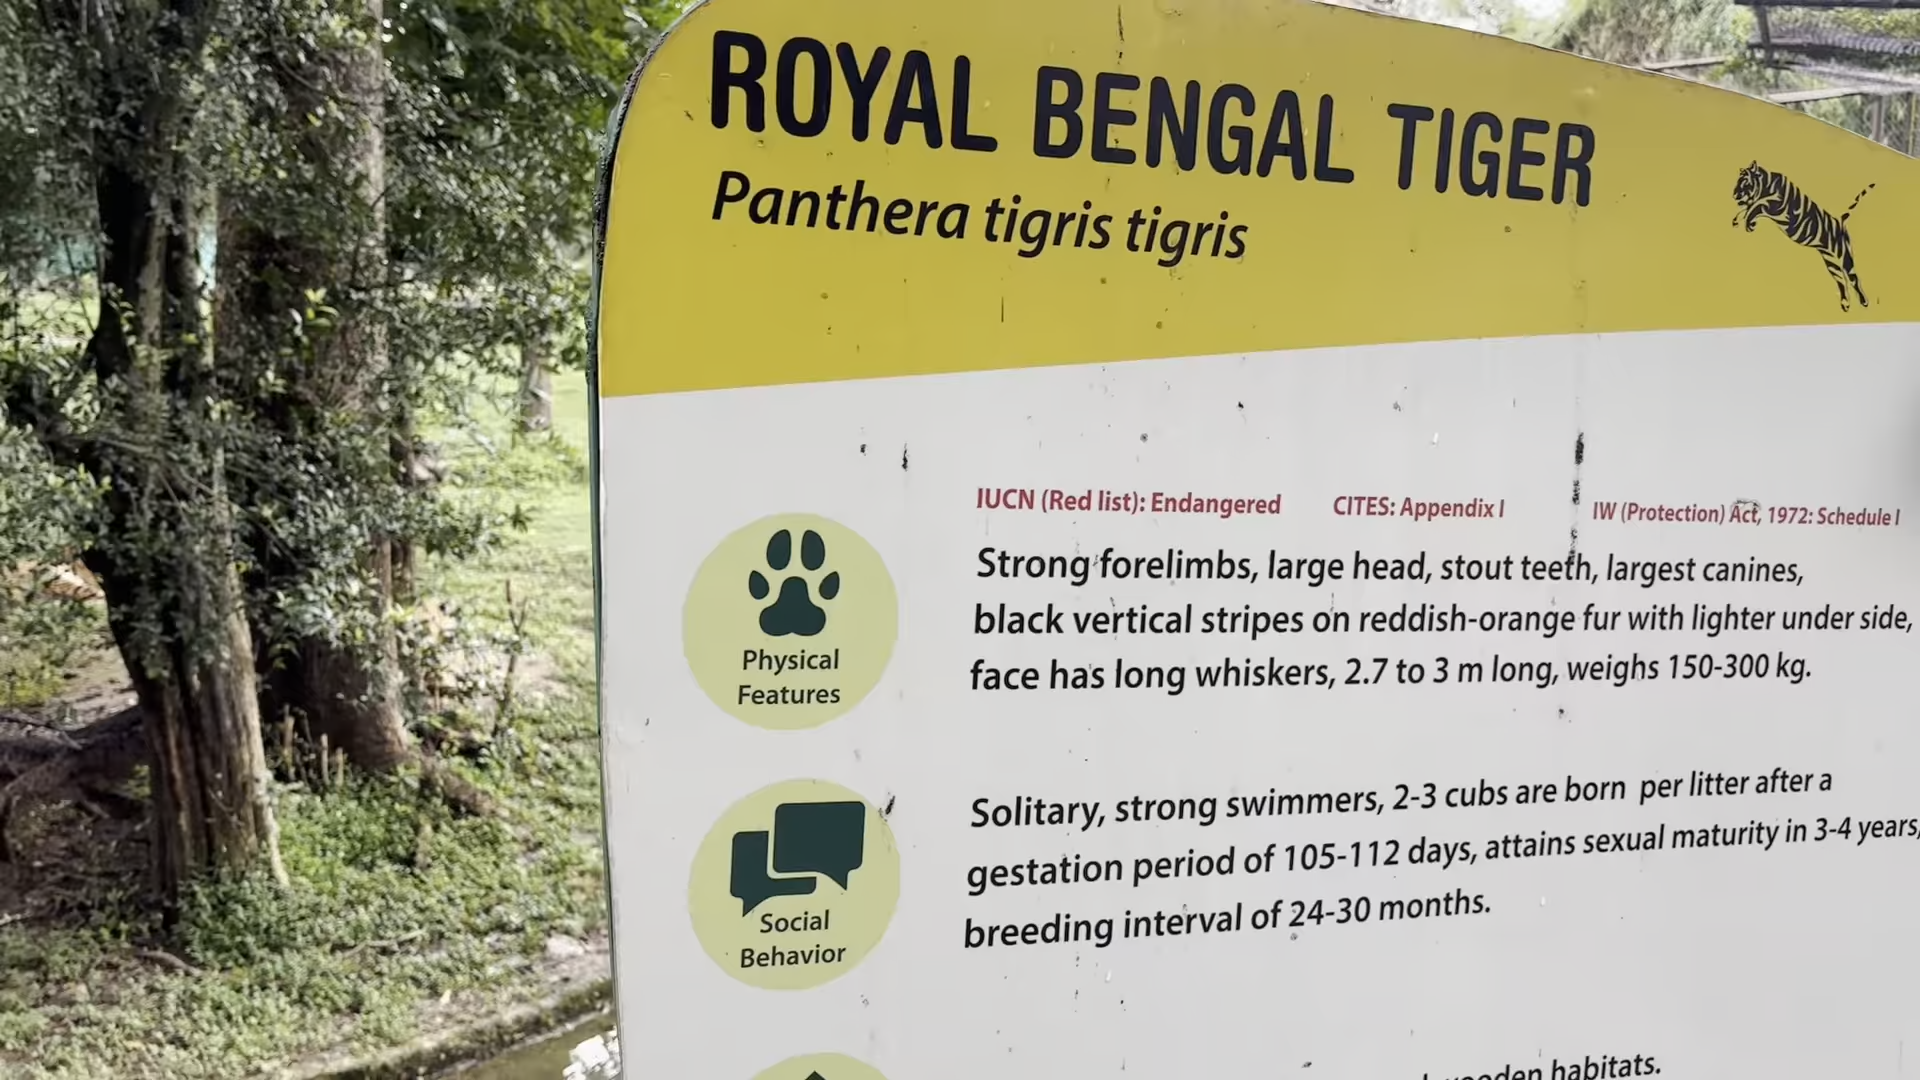 ROYAL BENGAL TIGER
Panthera tigris tigris
IUCN (Red list): Endangered CITES: Appendix I IW (Protection) Act, 1972: Schedule I
Physical
Features
Strong forelimbs, large head, stout teeth, largest canines,
black vertical stripes on reddish-orange fur with lighter under side,
face has long whiskers, 2.7 to 3 m long, weighs 150-300 kg.
Social
Behavior
Solitary, strong swimmers, 2-3 cubs are born per litter after a
gestation period of 105-112 days, attains sexual maturity in 3-4 years,
breeding interval of 24-30 months.
habitats.